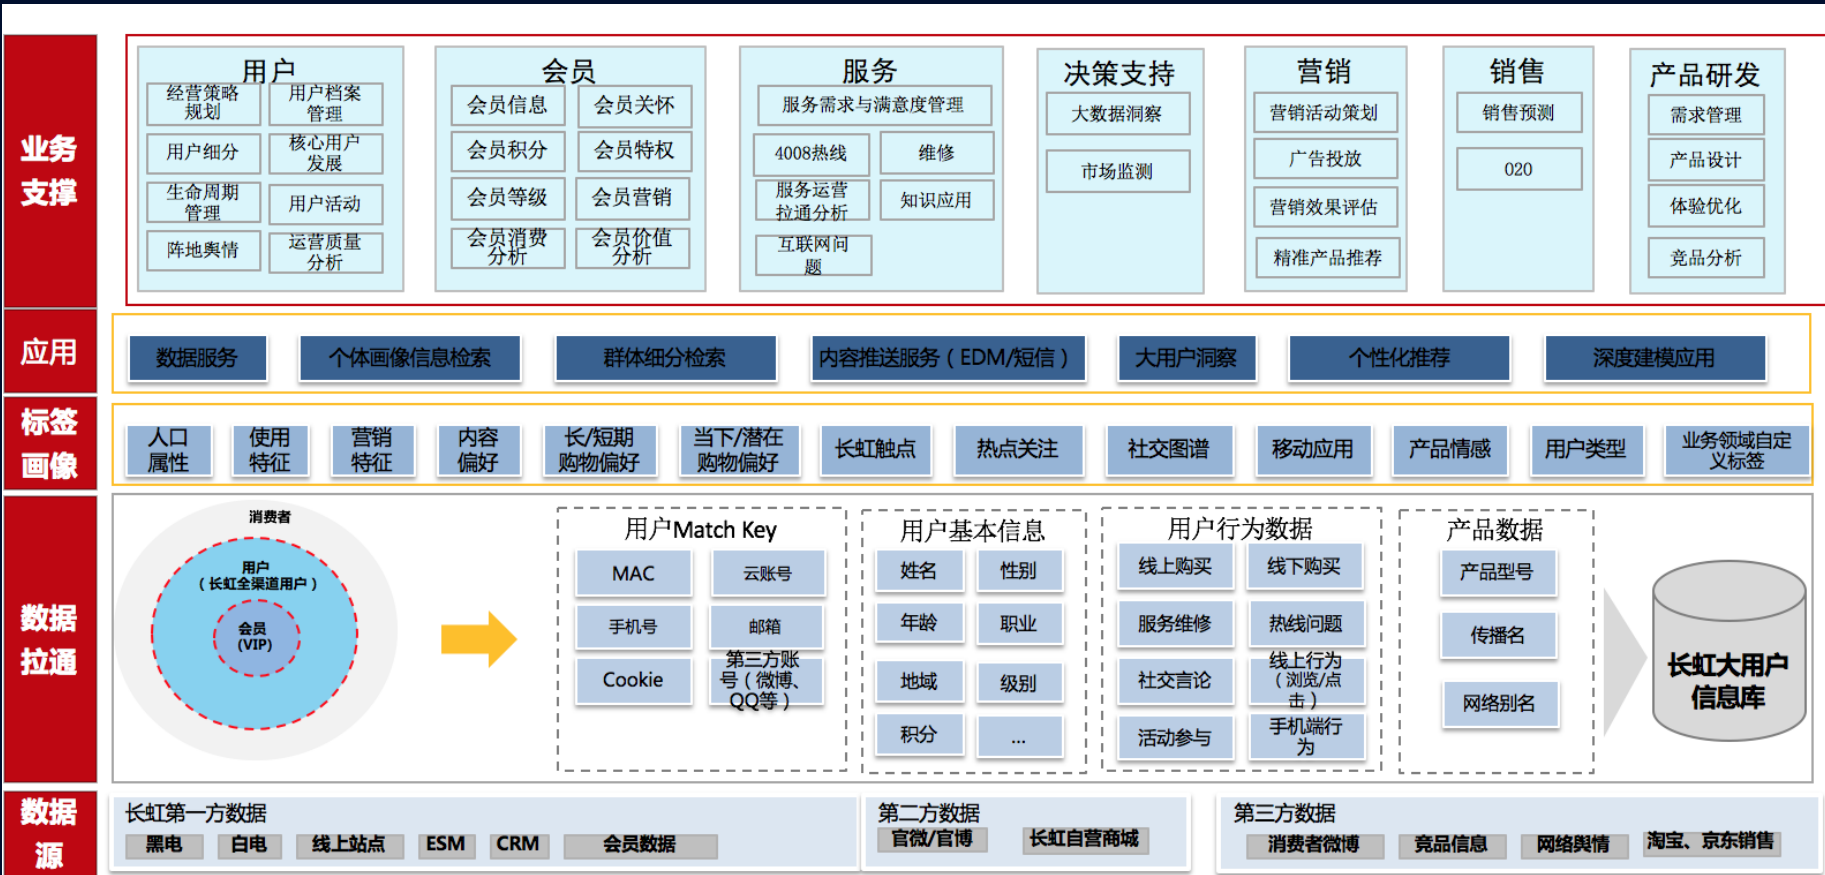 业务
支撑
用户
经营策略
规划
用户档案
管理
用户细分
核心用户
发展
生命周期
管理
用户活动
阵地舆情
运营质量
分析
会员
会员信息
会员关怀
会员积分
会员特权
会员等级
会员营销
会员消费
分析
会员价值
分析
服务
服务需求与满意度管理
4008热线
维修
服务运营
拉通分析
知识应用
互联网问
题
决策支持
大数据洞察
市场监测
营销
营销活动策划
广告投放
营销效果评估
精准产品推荐
销售
销售预测
O2O
产品研发
需求管理
产品设计
体验优化
竞品分析
应用
数据服务
个体画像信息检索
群体细分检索
内容推送服务（EDM/短信）
大用户洞察
个性化推荐
深度建模应用
标签
画像
人口
属性
使用
特征
营销
特征
内容
偏好
长/短期
购物偏好
当下/潜在
购物偏好
长虹触点
热点关注
社交图谱
移动应用
产品情感
用户类型
业务领域自定
义标签
数据
拉通
消费者
用户
（长虹全渠道用户）
会员
(VIP)
用户Match Key
MAC
云账号
手机号
邮箱
Cookie
第三方账
号（微博、
QQ等）
用户基本信息
姓名
性别
年龄
职业
地域
级别
积分
...
用户行为数据
线上购买
线下购买
服务维修
热线问题
社交言论
线上行为
（浏览/点
击）
活动参与
手机端行
为
产品数据
产品型号
传播名
网络别名
长虹大用户
信息库
数据
源
长虹第一方数据
黑电
白电
线上站点
ESM
CRM
会员数据
第二方数据
官微/官博
长虹自营商城
第三方数据
消费者微博
竞品信息
网络舆情
淘宝、京东销售